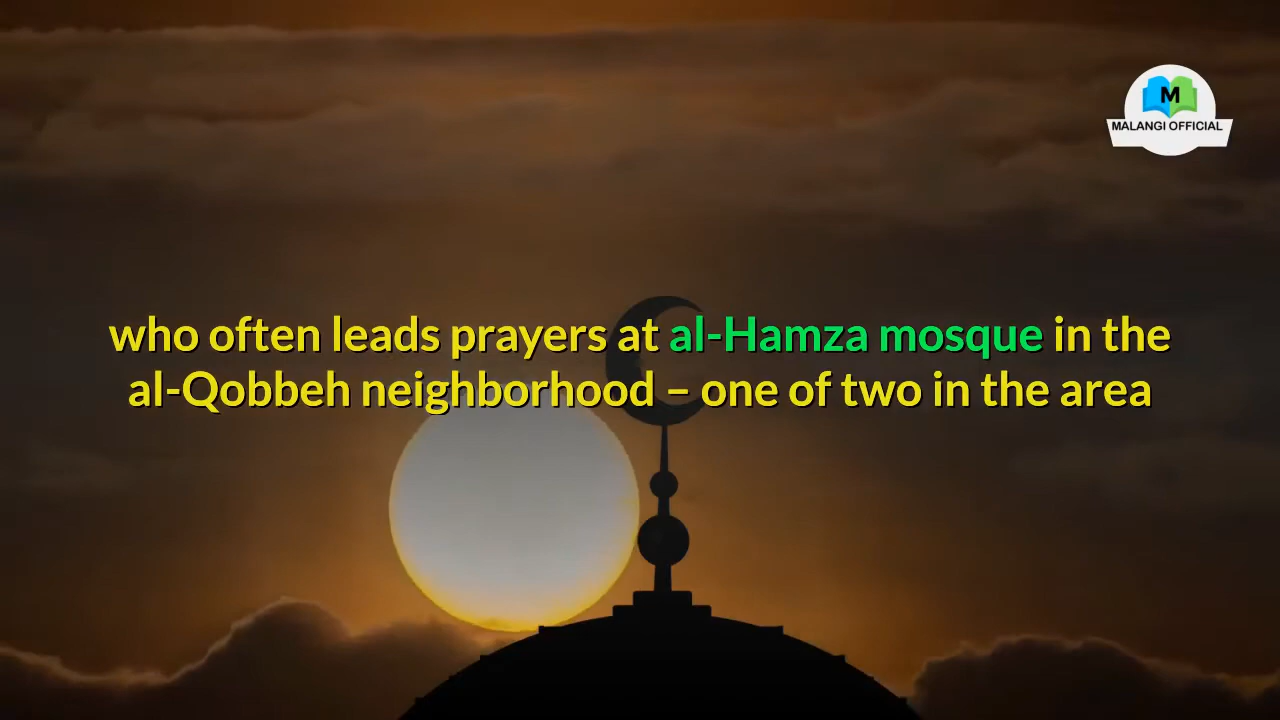 M
MALANGI OFFICIAL
who often leads prayers at al-Hamza mosque in the
al-Qobbeh neighborhood – one of two in the area